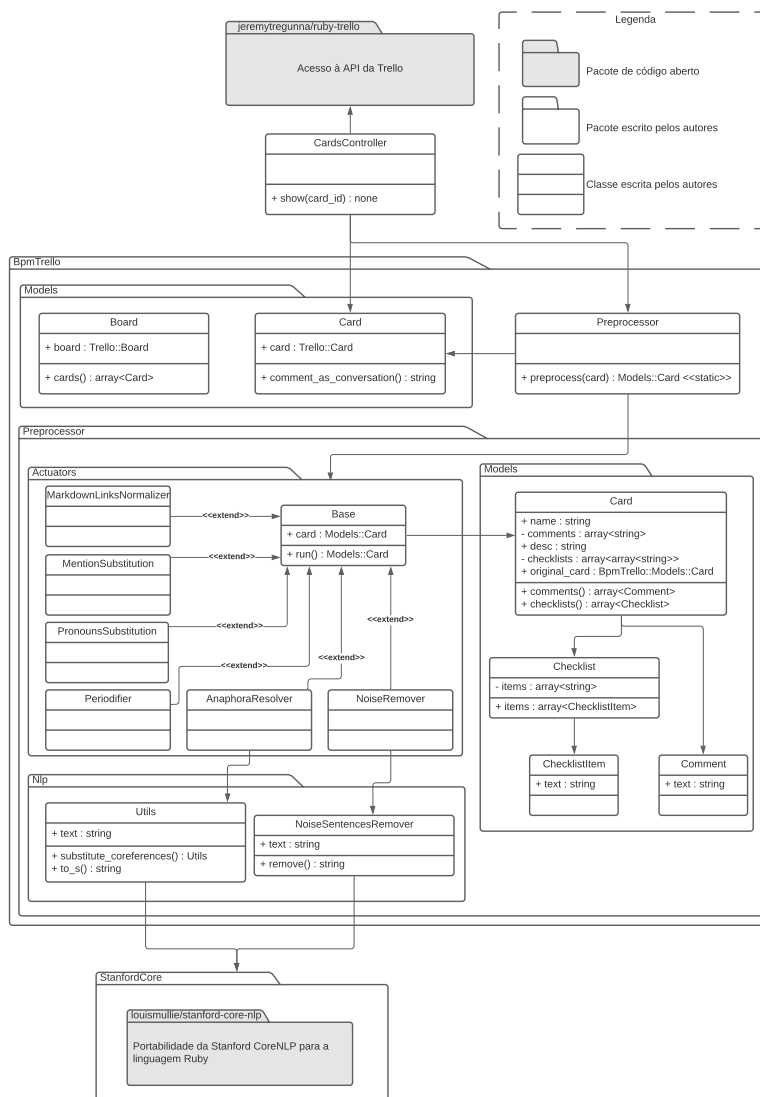 jeremytregunna/ruby-trello
Acesso à API da Trello
Legenda
Pacote de código aberto
Pacote escrito pelos autores
Classe escrita pelos autores
CardsController
+ show(card_id) : none
BpmTrello
Models
Board
+ board : Trello::Board
+ cards() : array<Card>
Card
+ card : Trello::Card
+ comment_as_conversation() : string
Preprocessor
+ preprocess(card) : Models::Card <<static>>
Preprocessor
Actuators
MarkdownLinksNormalizer
<<extend>>
MentionSubstitution
<<extend>>
PronounsSubstitution
<<extend>>
Periodifier
<<extend>>
AnaphoraResolver
<<extend>>
NoiseRemover
<<extend>>
Base
+ card : Models::Card
+ run() : Models::Card
Models
Card
+ name : string
- comments : array<string>
+ desc : string
- checklists : array<array<string>>
+ original_card : BpmTrello::Models::Card
+ comments() : array<Comment>
+ checklists() : array<Checklist>
Checklist
- items : array<string>
+ items : array<ChecklistItem>
ChecklistItem
+ text : string
Comment
+ text : string
Nlp
Utils
+ text : string
+ substitute_coreferences() : Utils
+ to_s() : string
NoiseSentencesRemover
+ text : string
+ remove() : string
StanfordCore
louismullie/stanford-core-nlp
Portabilidade da Stanford CoreNLP para a
linguagem Ruby